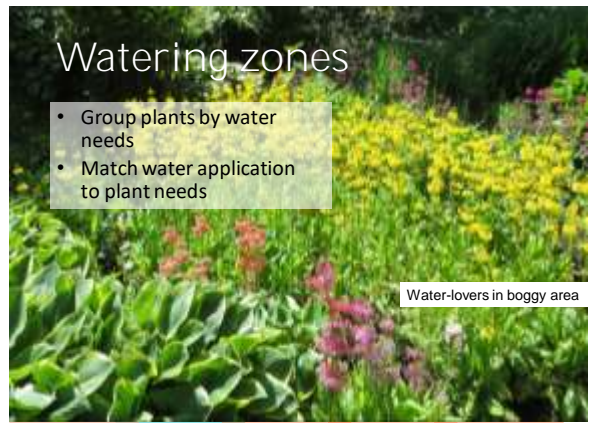 Watering zones
• Group plants by water
needs
• Match water application
to plant needs
Water-lovers in boggy area